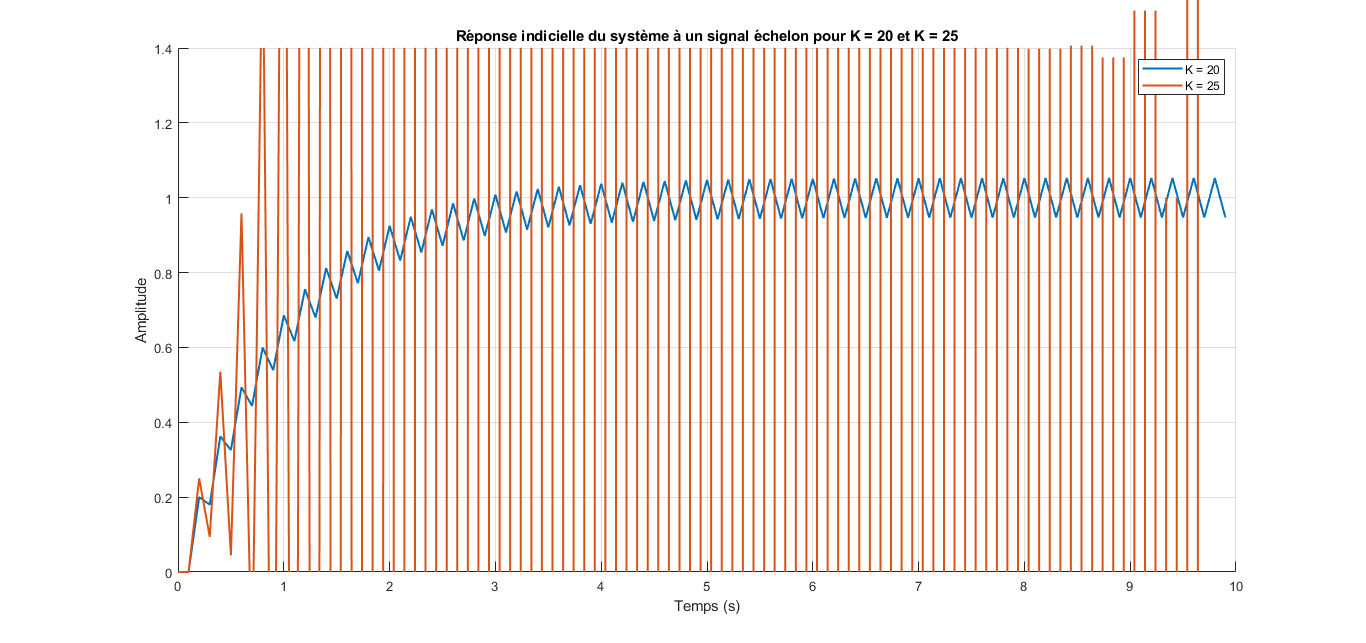 Réponse indicielle du système à un signal échelon pour K = 20 et K = 25
1.4
1.2
1
0.8
0.6
0.4
0.2
0
Amplitude
K = 20
K = 25
0 1 2 3 4 5 6 7 8 9 10
Temps (s)